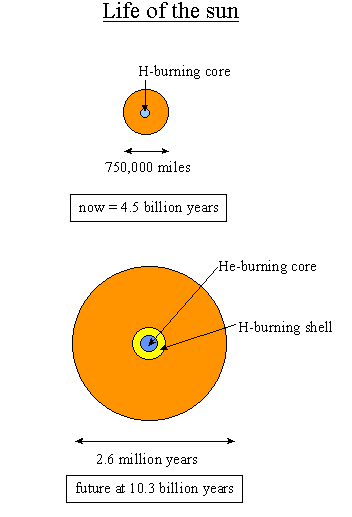 Life of the sun
H-burning core
750,000 miles
now = 4.5 billion years
He-burning core
H-burning shell
2.6 million years
future at 10.3 billion years